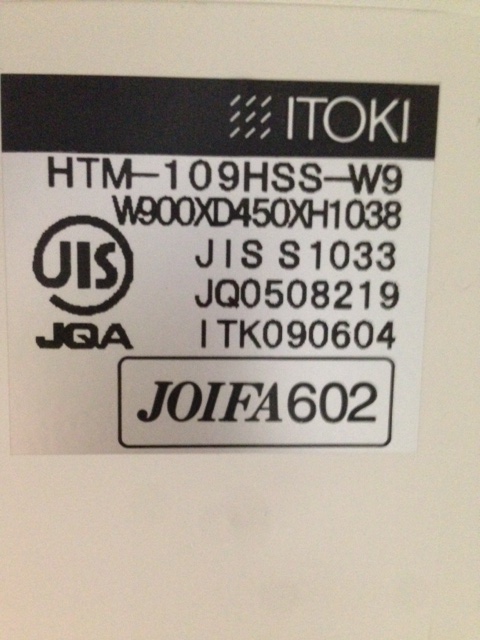 ITOKI
HTM-109HSS-W9
W900XD450XH1038
JIS
JIS S1033
JQ0508219
JQA
ITK090604
JOIFA602